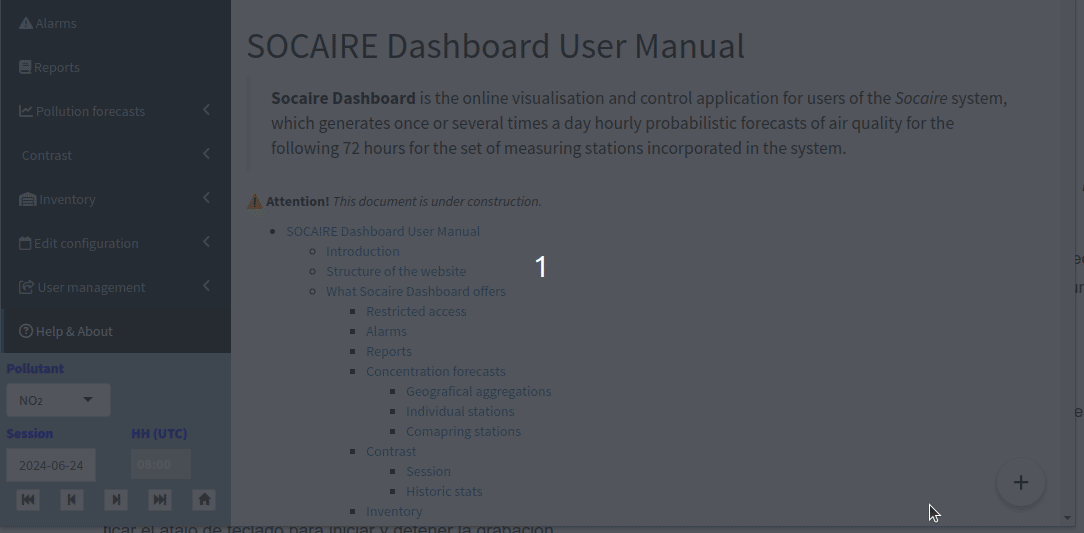 Alarms
Reports
Pollution forecasts
Contrast
Inventory
Edit configuration
User management
Help & About
Pollutant
NO₂
Session
HH (UTC)
2024-06-24
08:00
SOCAIRE Dashboard User Manual
Socaire Dashboard is the online visualisation and control application for users of the Socaire system,
which generates once or several times a day hourly probabilistic forecasts of air quality for the
following 72 hours for the set of measuring stations incorporated in the system.
Attention! This document is under construction.
SOCAIRE Dashboard User Manual
Introduction
Structure of the website
What Socaire Dashboard offers
Restricted access
Alarms
Reports
Concentration forecasts
Geografical aggregations
Individual stations
Comapring stations
Contrast
Session
Historic stats
Inventory
1
+
ticar el atajo de teclado para iniciar y detener la grabación